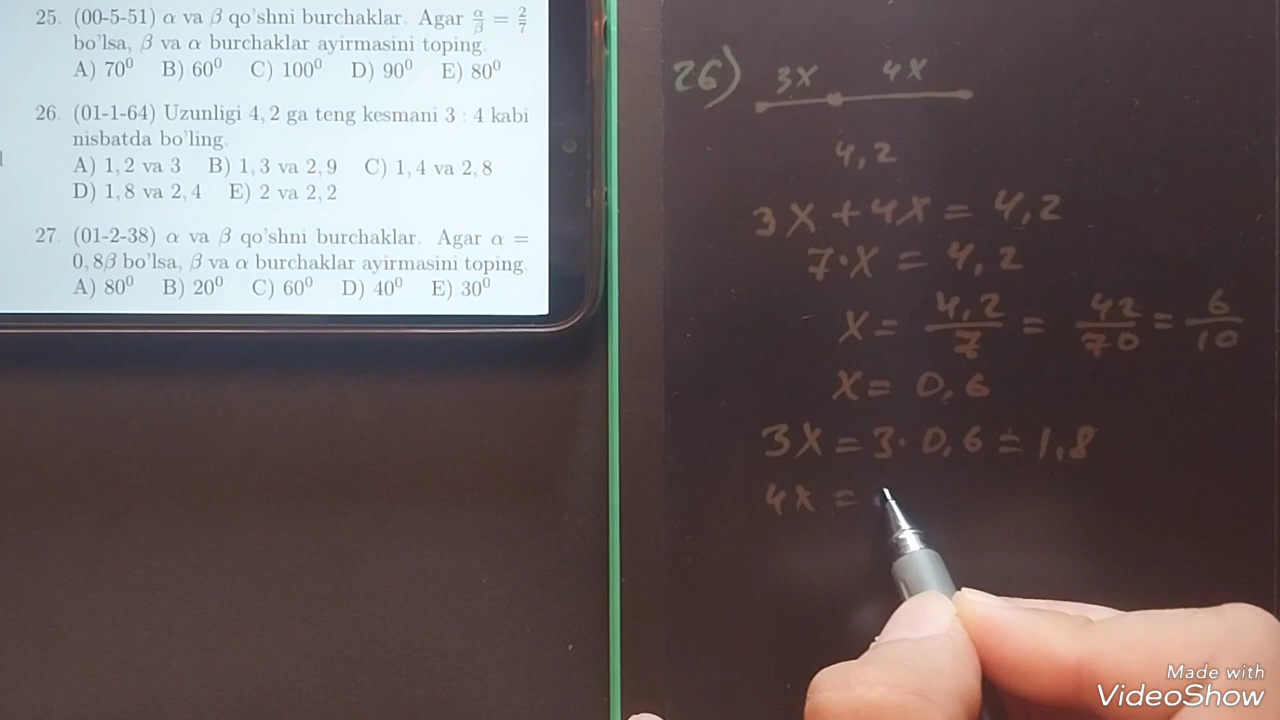 25. (00-5-51) α va β qo'shni burchaklar. Agar α/β = 2/7
bo'lsa, β va α burchaklar ayirmasini toping.
A) 70⁰ B) 60⁰ C) 100⁰ D) 90⁰ E) 80⁰
26. (01-1-64) Uzunligi 4, 2 ga teng kesmani 3 : 4 kabi
nisbatda bo'ling.
A) 1, 2 va 3 B) 1, 3 va 2, 9 C) 1, 4 va 2, 8
D) 1, 8 va 2, 4 E) 2 va 2, 2
27. (01-2-38) α va β qo'shni burchaklar. Agar α =
0, 8β bo'lsa, β va α burchaklar ayirmasini toping.
A) 80⁰ B) 20⁰ C) 60⁰ D) 40⁰ E) 30⁰
26) 3x 4x
4,2
3x + 4x = 4,2
7·x = 4,2
x = 4,2/7 = 42/70 = 6/10
x = 0,6
3x = 3·0,6 = 1,8
4x =
Made with
VideoShow